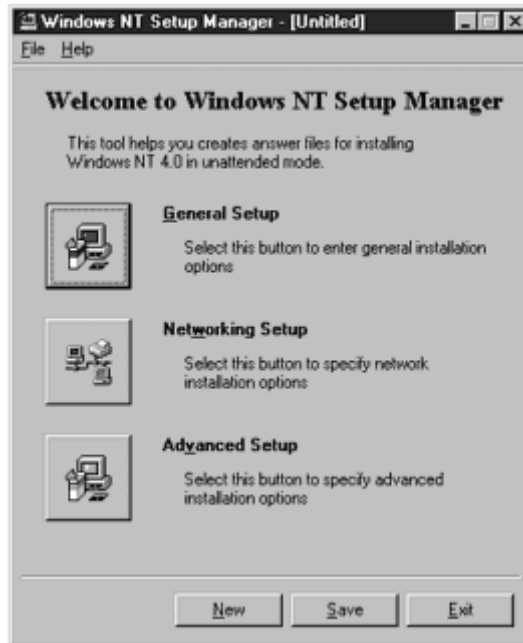 Windows NT Setup Manager - [Untitled]
File Help
Welcome to Windows NT Setup Manager
This tool helps you creates answer files for installing
Windows NT 4.0 in unattended mode.
General Setup
Select this button to enter general installation
options
Networking Setup
Select this button to specify network
installation options
Advanced Setup
Select this button to specify advanced
installation options
New Save Exit